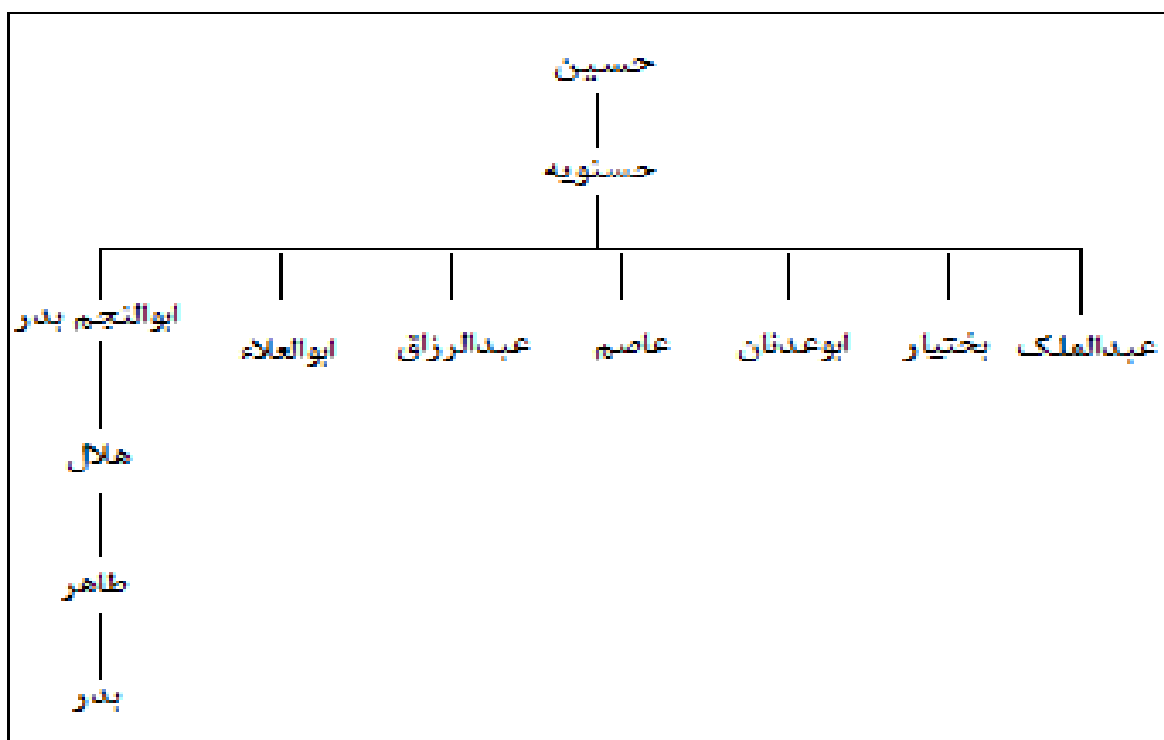 حسین
حسنویه
عبدالملک بختیار ابوعدنان عاصم عبدالرزاق ابوالعلاء ابوالنجم بدر
هلال
طاهر
بدر